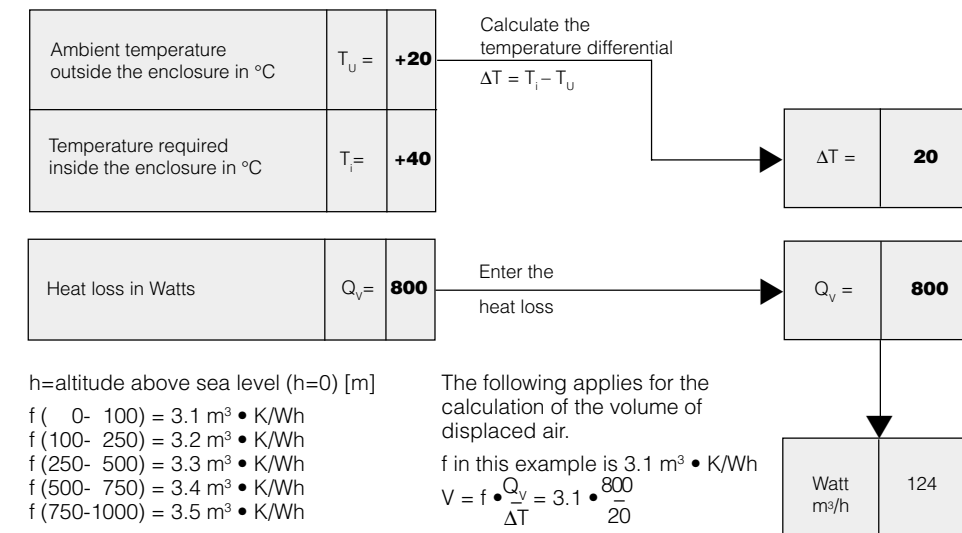 Ambient temperature
outside the enclosure in °C
T_U =
+20
Calculate the
temperature differential
ΔT = T_i – T_U
Temperature required
inside the enclosure in °C
T_i=
+40
ΔT =
20
Heat loss in Watts
Q_V=
800
Enter the
heat loss
Q_V =
800
h=altitude above sea level (h=0) [m]
f ( 0- 100) = 3.1 m³ • K/Wh
f (100- 250) = 3.2 m³ • K/Wh
f (250- 500) = 3.3 m³ • K/Wh
f (500- 750) = 3.4 m³ • K/Wh
f (750-1000) = 3.5 m³ • K/Wh
The following applies for the
calculation of the volume of
displaced air.
f in this example is 3.1 m³ • K/Wh
V = f • Q_V/ΔT = 3.1 • 800/20
Watt
m³/h
124